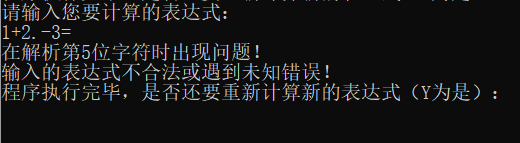 请输入您要计算的表达式：
1+2.-3=
在解析第5位字符时出现问题！
输入的表达式不合法或遇到未知错误！
程序执行完毕，是否还要重新计算新的表达式（Y为是）：